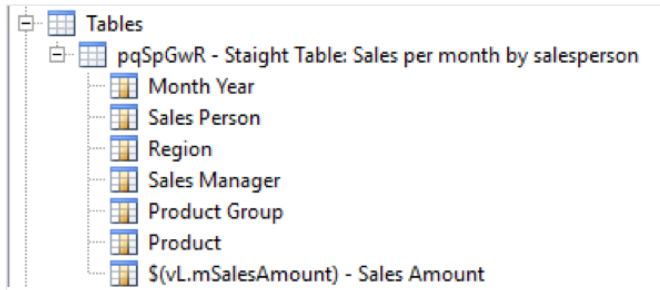 Tables
pqSpGwR - Staight Table: Sales per month by salesperson
Month Year
Sales Person
Region
Sales Manager
Product Group
Product
$(vL.mSalesAmount) - Sales Amount